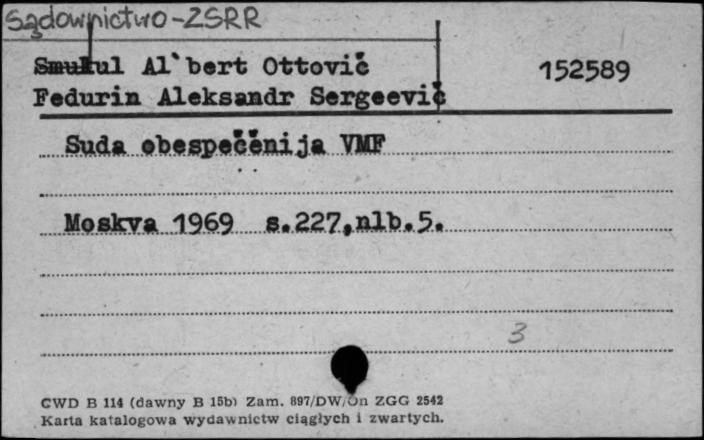 Sądownictwo-ZSRR
Smukul Al`bert Ottovič
152589
Fedurin Aleksandr Sergeevič
Suda obespečenija VMF
Moskva 1969 s.227,nlb.5.
3
CWD B 114 (dawny B 15b) Zam. 897/DW/On ZGG 2542
Karta katalogowa wydawnictw ciągłych i zwartych.